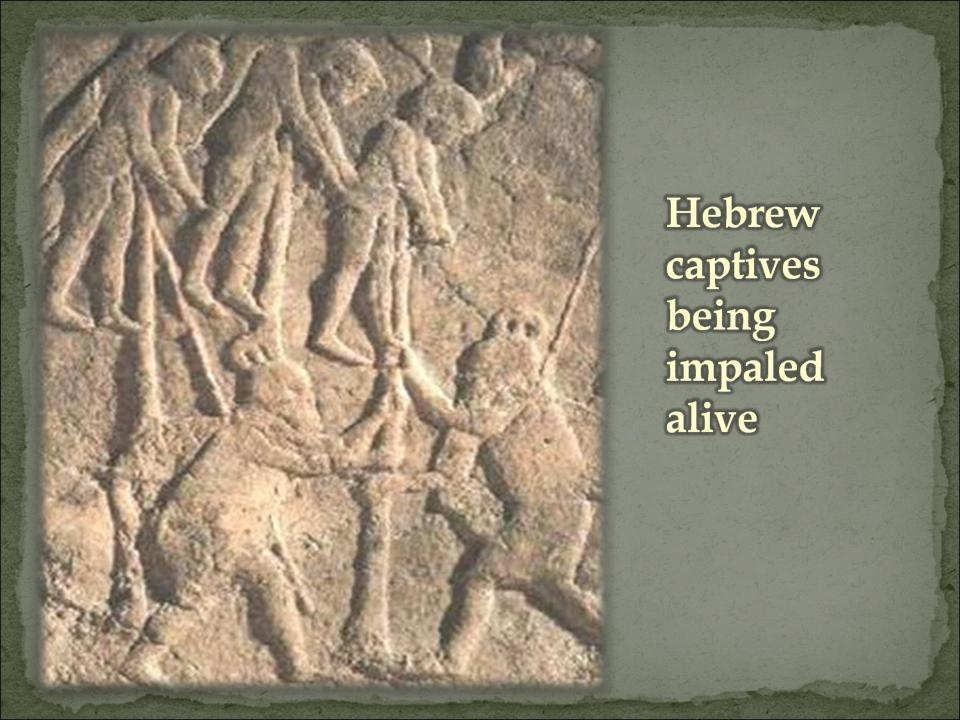 Hebrew
captives
being
impaled
alive